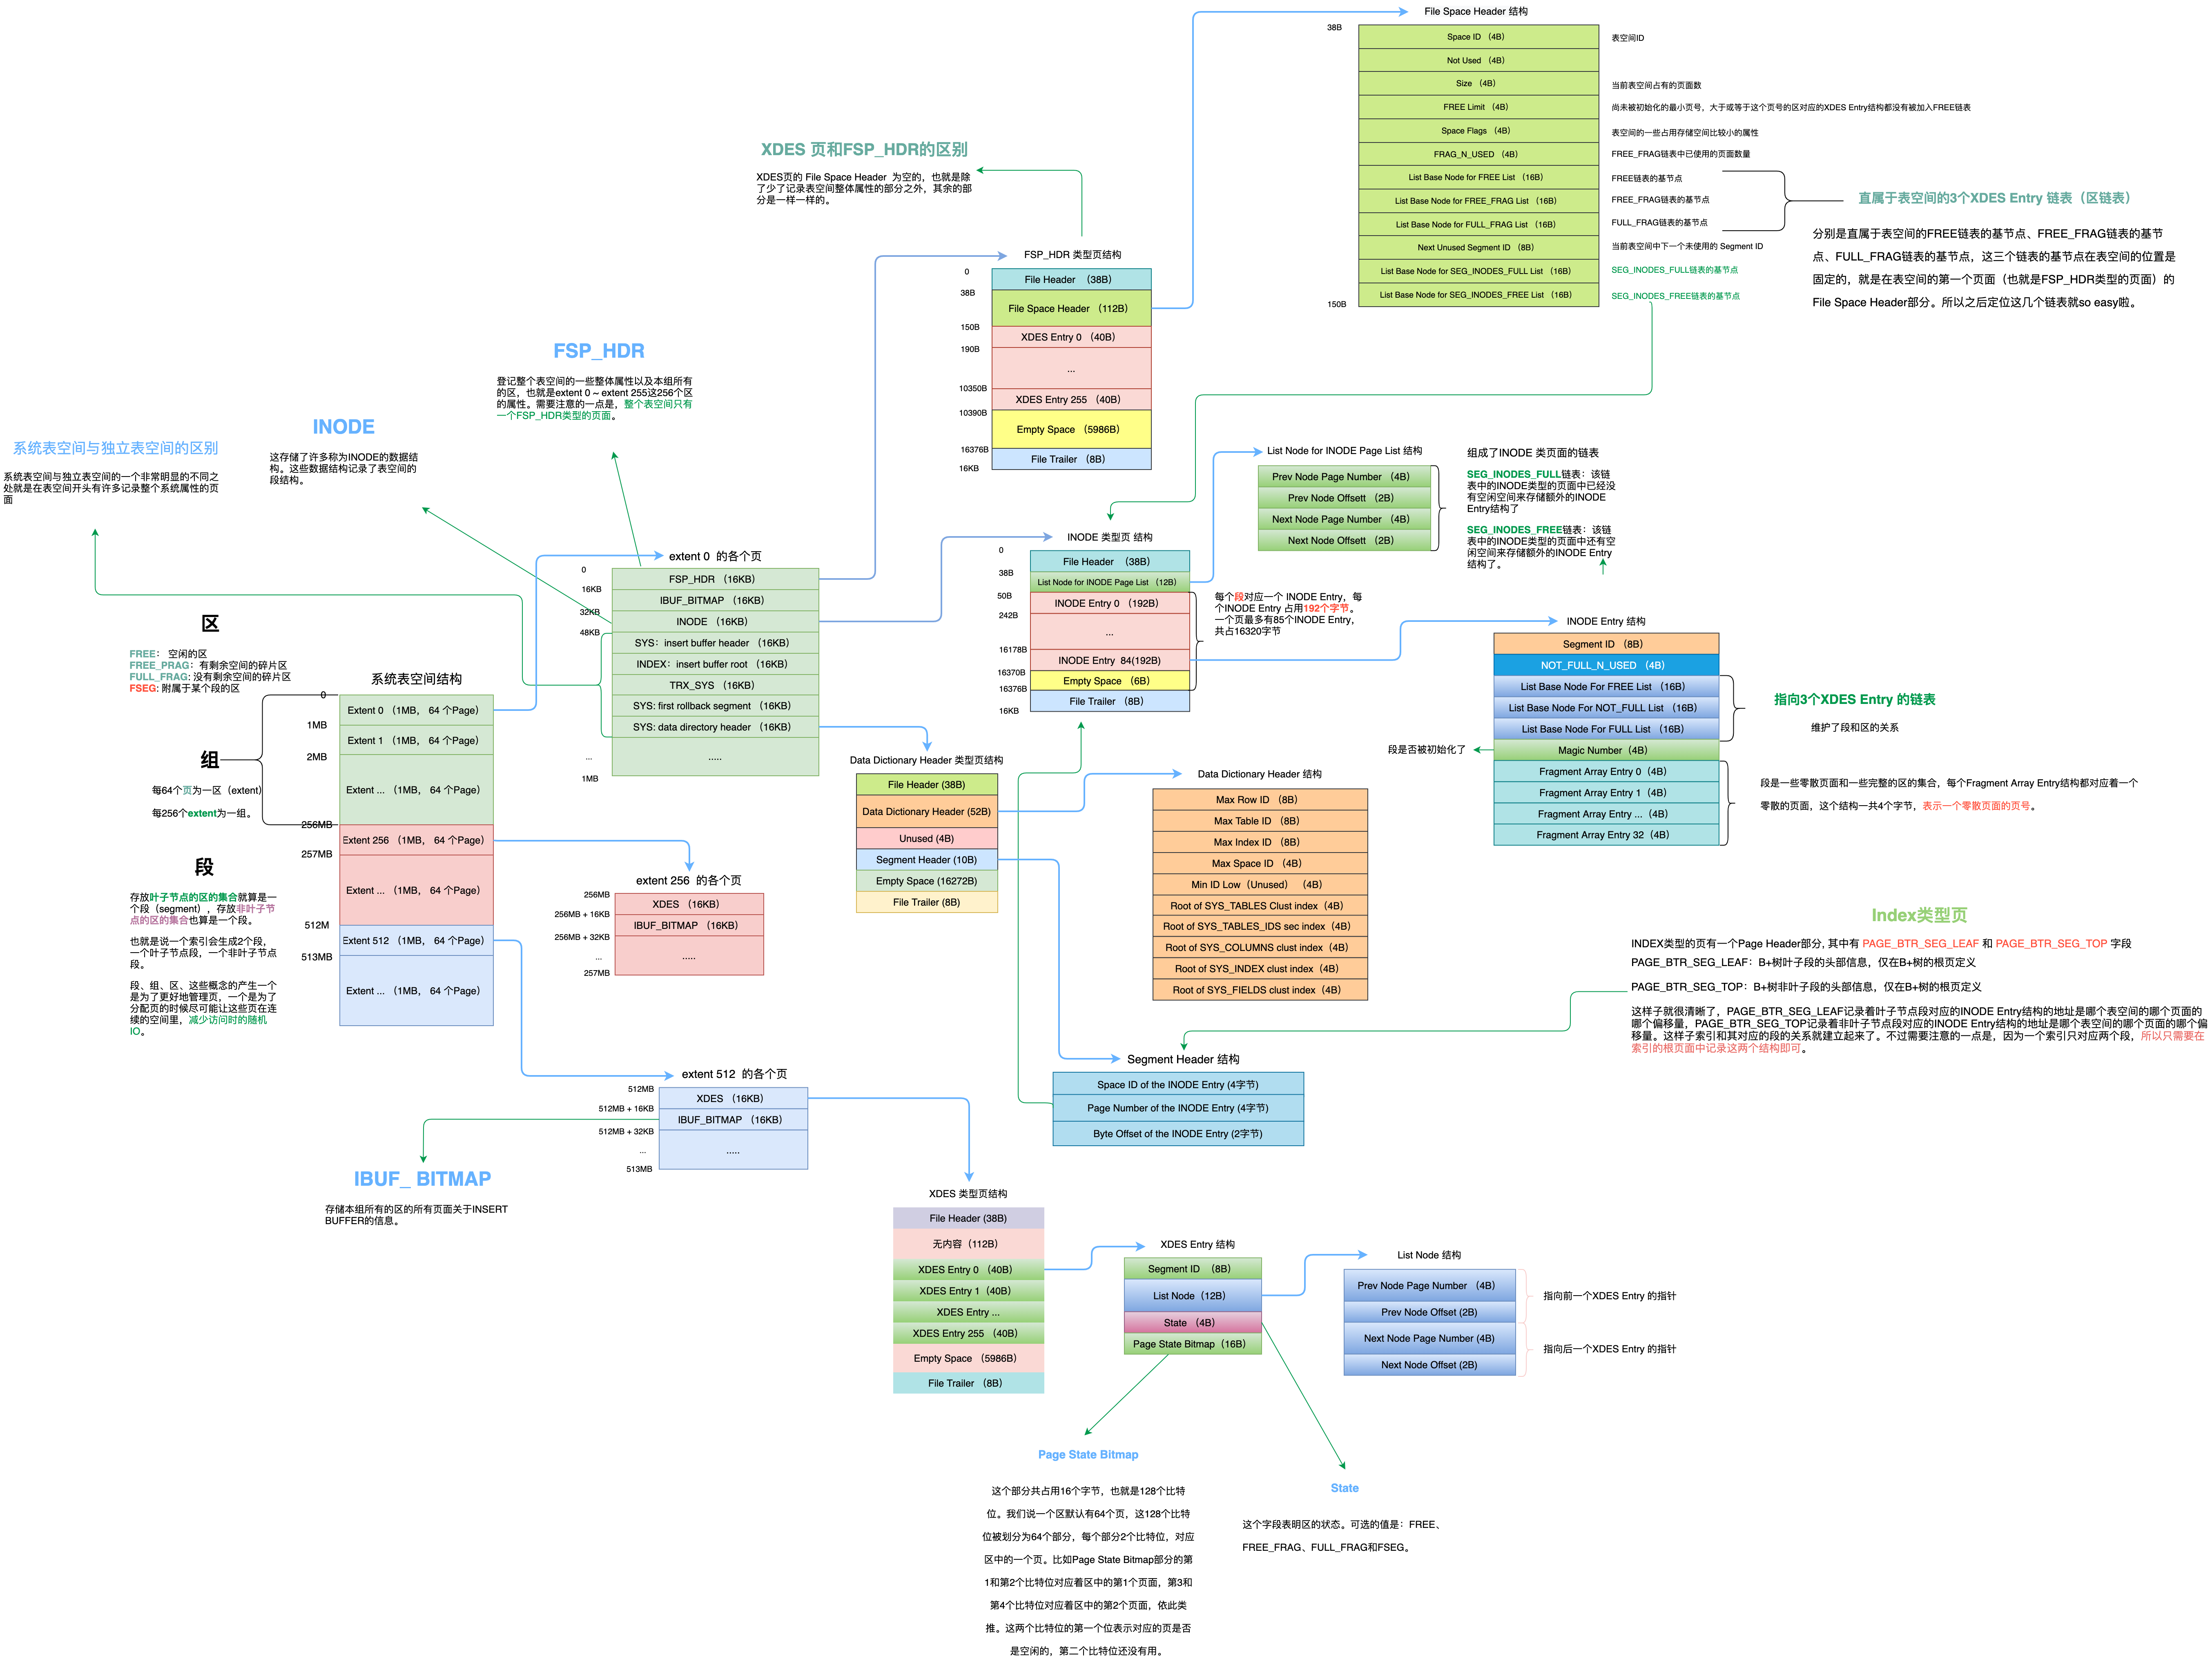 File Space Header 结构
38B
Space ID （4B）
表空间ID
Not Used （4B）
Size （4B）
当前表空间占有的页面数
FREE Limit （4B）
尚未被初始化的最小页号，大于或等于这个页号的区对应的XDES Entry结构都没有被加入FREE链表
Space Flags （4B）
表空间的一些占用存储空间比较小的属性
FRAG_N_USED （4B）
FREE_FRAG链表中已使用的页面数量
List Base Node for FREE List （16B）
FREE链表的基节点
List Base Node for FREE_FRAG List （16B）
FREE_FRAG链表的基节点
List Base Node for FULL_FRAG List （16B）
FULL_FRAG链表的基节点
Next Unused Segment ID （8B）
当前表空间中下一个未使用的 Segment ID
List Base Node for SEG_INODES_FULL List （16B）
SEG_INODES_FULL链表的基节点
List Base Node for SEG_INODES_FREE List （16B）
SEG_INODES_FREE链表的基节点
150B
直属于表空间的3个XDES Entry 链表（区链表）
分别是直属于表空间的FREE链表的基节点、FREE_FRAG链表的基节
点、FULL_FRAG链表的基节点，这三个链表的基节点在表空间的位置是
固定的，就是在表空间的第一个页面（也就是FSP_HDR类型的页面）的
File Space Header部分。所以之后定位这几个链表就so easy啦。
XDES 页和FSP_HDR的区别
XDES页的 File Space Header 为空的，也就是除
了少了记录表空间整体属性的部分之外，其余的部
分是一样一样的。
FSP_HDR 类型页结构
0
File Header （38B）
38B
File Space Header （112B）
150B
XDES Entry 0 （40B）
190B
...
10350B
XDES Entry 255 （40B）
10390B
Empty Space （5986B）
16376B
File Trailer （8B）
16KB
FSP_HDR
登记整个表空间的一些整体属性以及本组所有
的区，也就是extent 0 ~ extent 255这256个区
的属性。需要注意的一点是，整个表空间只有
一个FSP_HDR类型的页面。
INODE
这存储了许多称为INODE的数据结
构。这些数据结构记录了表空间的
段结构。
系统表空间与独立表空间的区别
系统表空间与独立表空间的一个非常明显的不同之
处就是在表空间开头有许多记录整个系统属性的页
面
List Node for INODE Page List 结构
Prev Node Page Number （4B）
Prev Node Offsett （2B）
Next Node Page Number （4B）
Next Node Offsett （2B）
组成了INODE 类页面的链表
SEG_INODES_FULL链表：该链
表中的INODE类型的页面中已经没
有空闲空间来存储额外的INODE
Entry结构了
SEG_INODES_FREE链表：该链
表中的INODE类型的页面中还有空
闲空间来存储额外的INODE Entry
结构了。
INODE 类型页 结构
0
File Header （38B）
38B
List Node for INODE Page List （12B）
50B
INODE Entry 0 （192B）
242B
...
16178B
INODE Entry 84(192B）
16370B
Empty Space （6B）
16376B
File Trailer （8B）
16KB
每个段对应一个 INODE Entry，每
个INODE Entry 占用192个字节。
一个页最多有85个INODE Entry，
共占16320字节
extent 0 的各个页
0
FSP_HDR （16KB）
16KB
IBUF_BITMAP （16KB）
32KB
INODE （16KB）
48KB
SYS：insert buffer header （16KB）
INDEX：insert buffer root （16KB）
TRX_SYS （16KB）
SYS: first rollback segment （16KB）
SYS: data directory header （16KB）
...
.....
1MB
INODE Entry 结构
Segment ID （8B）
NOT_FULL_N_USED （4B）
List Base Node For FREE List （16B）
List Base Node For NOT_FULL List （16B）
List Base Node For FULL List （16B）
Magic Number（4B）
Fragment Array Entry 0（4B）
Fragment Array Entry 1（4B）
Fragment Array Entry ...（4B）
Fragment Array Entry 32（4B）
指向3个XDES Entry 的链表
维护了段和区的关系
段是否被初始化了
段是一些零散页面和一些完整的区的集合，每个Fragment Array Entry结构都对应着一个
零散的页面，这个结构一共4个字节，表示一个零散页面的页号。
区
FREE： 空闲的区
FREE_PRAG：有剩余空间的碎片区
FULL_FRAG: 没有剩余空间的碎片区
FSEG: 附属于某个段的区
组
每64个页为一区（extent）
每256个extent为一组。
段
存放叶子节点的区的集合就算是一
个段（segment），存放非叶子节
点的区的集合也算是一个段。
也就是说一个索引会生成2个段，
一个叶子节点段，一个非叶子节点
段。
段、组、区、这些概念的产生一个
是为了更好地管理页，一个是为了
分配页的时候尽可能让这些页在连
续的空间里，减少访问时的随机
IO。
系统表空间结构
0
Extent 0 （1MB， 64 个Page）
1MB
Extent 1 （1MB， 64 个Page）
2MB
Extent ... （1MB， 64 个Page）
256MB
Extent 256 （1MB， 64 个Page）
257MB
Extent ... （1MB， 64 个Page）
512M
Extent 512 （1MB， 64 个Page）
513MB
Extent ... （1MB， 64 个Page）
Data Dictionary Header 类型页结构
File Header (38B)
Data Dictionary Header (52B)
Unused (4B)
Segment Header (10B)
Empty Space (16272B)
File Trailer (8B)
Data Dictionary Header 结构
Max Row ID （8B）
Max Table ID （8B）
Max Index ID （8B）
Max Space ID （4B）
Min ID Low（Unused） （4B）
Root of SYS_TABLES Clust index（4B）
Root of SYS_TABLES_IDS sec index（4B）
Root of SYS_COLUMNS clust index（4B）
Root of SYS_INDEX clust index（4B）
Root of SYS_FIELDS clust index（4B）
extent 256 的各个页
256MB
XDES （16KB）
256MB + 16KB
IBUF_BITMAP （16KB）
256MB + 32KB
...
.....
257MB
Index类型页
INDEX类型的页有一个Page Header部分, 其中有 PAGE_BTR_SEG_LEAF 和 PAGE_BTR_SEG_TOP 字段
PAGE_BTR_SEG_LEAF：B+树叶子段的头部信息，仅在B+树的根页定义
PAGE_BTR_SEG_TOP：B+树非叶子段的头部信息，仅在B+树的根页定义
这样子就很清晰了，PAGE_BTR_SEG_LEAF记录着叶子节点段对应的INODE Entry结构的地址是哪个表空间的哪个页面的
哪个偏移量，PAGE_BTR_SEG_TOP记录着非叶子节点段对应的INODE Entry结构的地址是哪个表空间的哪个页面的哪个偏
移量。这样子索引和其对应的段的关系就建立起来了。不过需要注意的一点是，因为一个索引只对应两个段，所以只需要在
索引的根页面中记录这两个结构即可。
Segment Header 结构
Space ID of the INODE Entry (4字节)
Page Number of the INODE Entry (4字节)
Byte Offset of the INODE Entry (2字节)
extent 512 的各个页
512MB
XDES （16KB）
512MB + 16KB
IBUF_BITMAP （16KB）
512MB + 32KB
...
.....
513MB
IBUF_ BITMAP
存储本组所有的区的所有页面关于INSERT
BUFFER的信息。
XDES 类型页结构
File Header (38B)
无内容（112B）
XDES Entry 0 （40B）
XDES Entry 1（40B）
XDES Entry ...
XDES Entry 255 （40B）
Empty Space （5986B）
File Trailer （8B）
XDES Entry 结构
Segment ID （8B）
List Node（12B）
State （4B）
Page State Bitmap（16B）
List Node 结构
Prev Node Page Number （4B）
Prev Node Offset (2B)
Next Node Page Number (4B)
Next Node Offset (2B)
指向前一个XDES Entry 的指针
指向后一个XDES Entry 的指针
Page State Bitmap
这个部分共占用16个字节，也就是128个比特
位。我们说一个区默认有64个页，这128个比特
位被划分为64个部分，每个部分2个比特位，对应
区中的一个页。比如Page State Bitmap部分的第
1和第2个比特位对应着区中的第1个页面，第3和
第4个比特位对应着区中的第2个页面，依此类
推。这两个比特位的第一个位表示对应的页是否
是空闲的，第二个比特位还没有用。
State
这个字段表明区的状态。可选的值是：FREE、
FREE_FRAG、FULL_FRAG和FSEG。